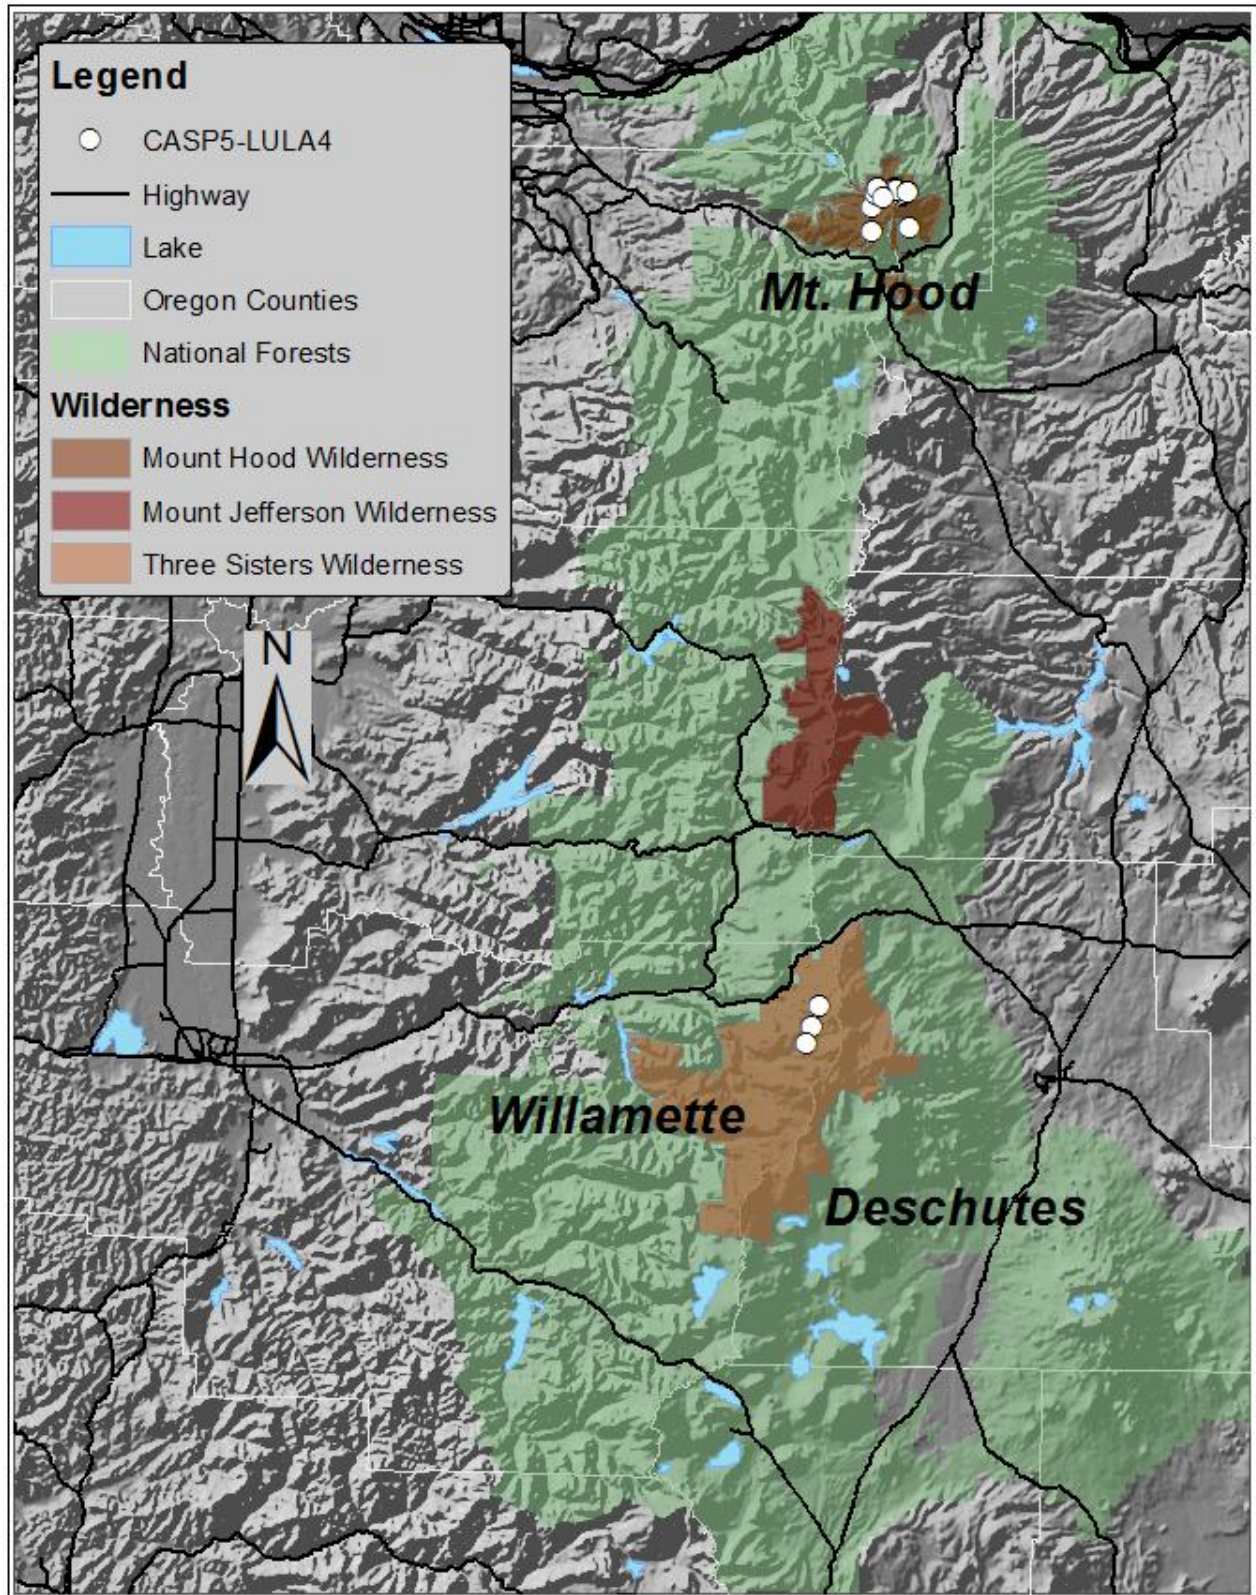 Legend
CASP5-LULA4
Highway
Lake
Oregon Counties
National Forests
Wilderness
Mount Hood Wilderness
Mount Jefferson Wilderness
Three Sisters Wilderness
N
Mt. Hood
Willamette
Deschutes